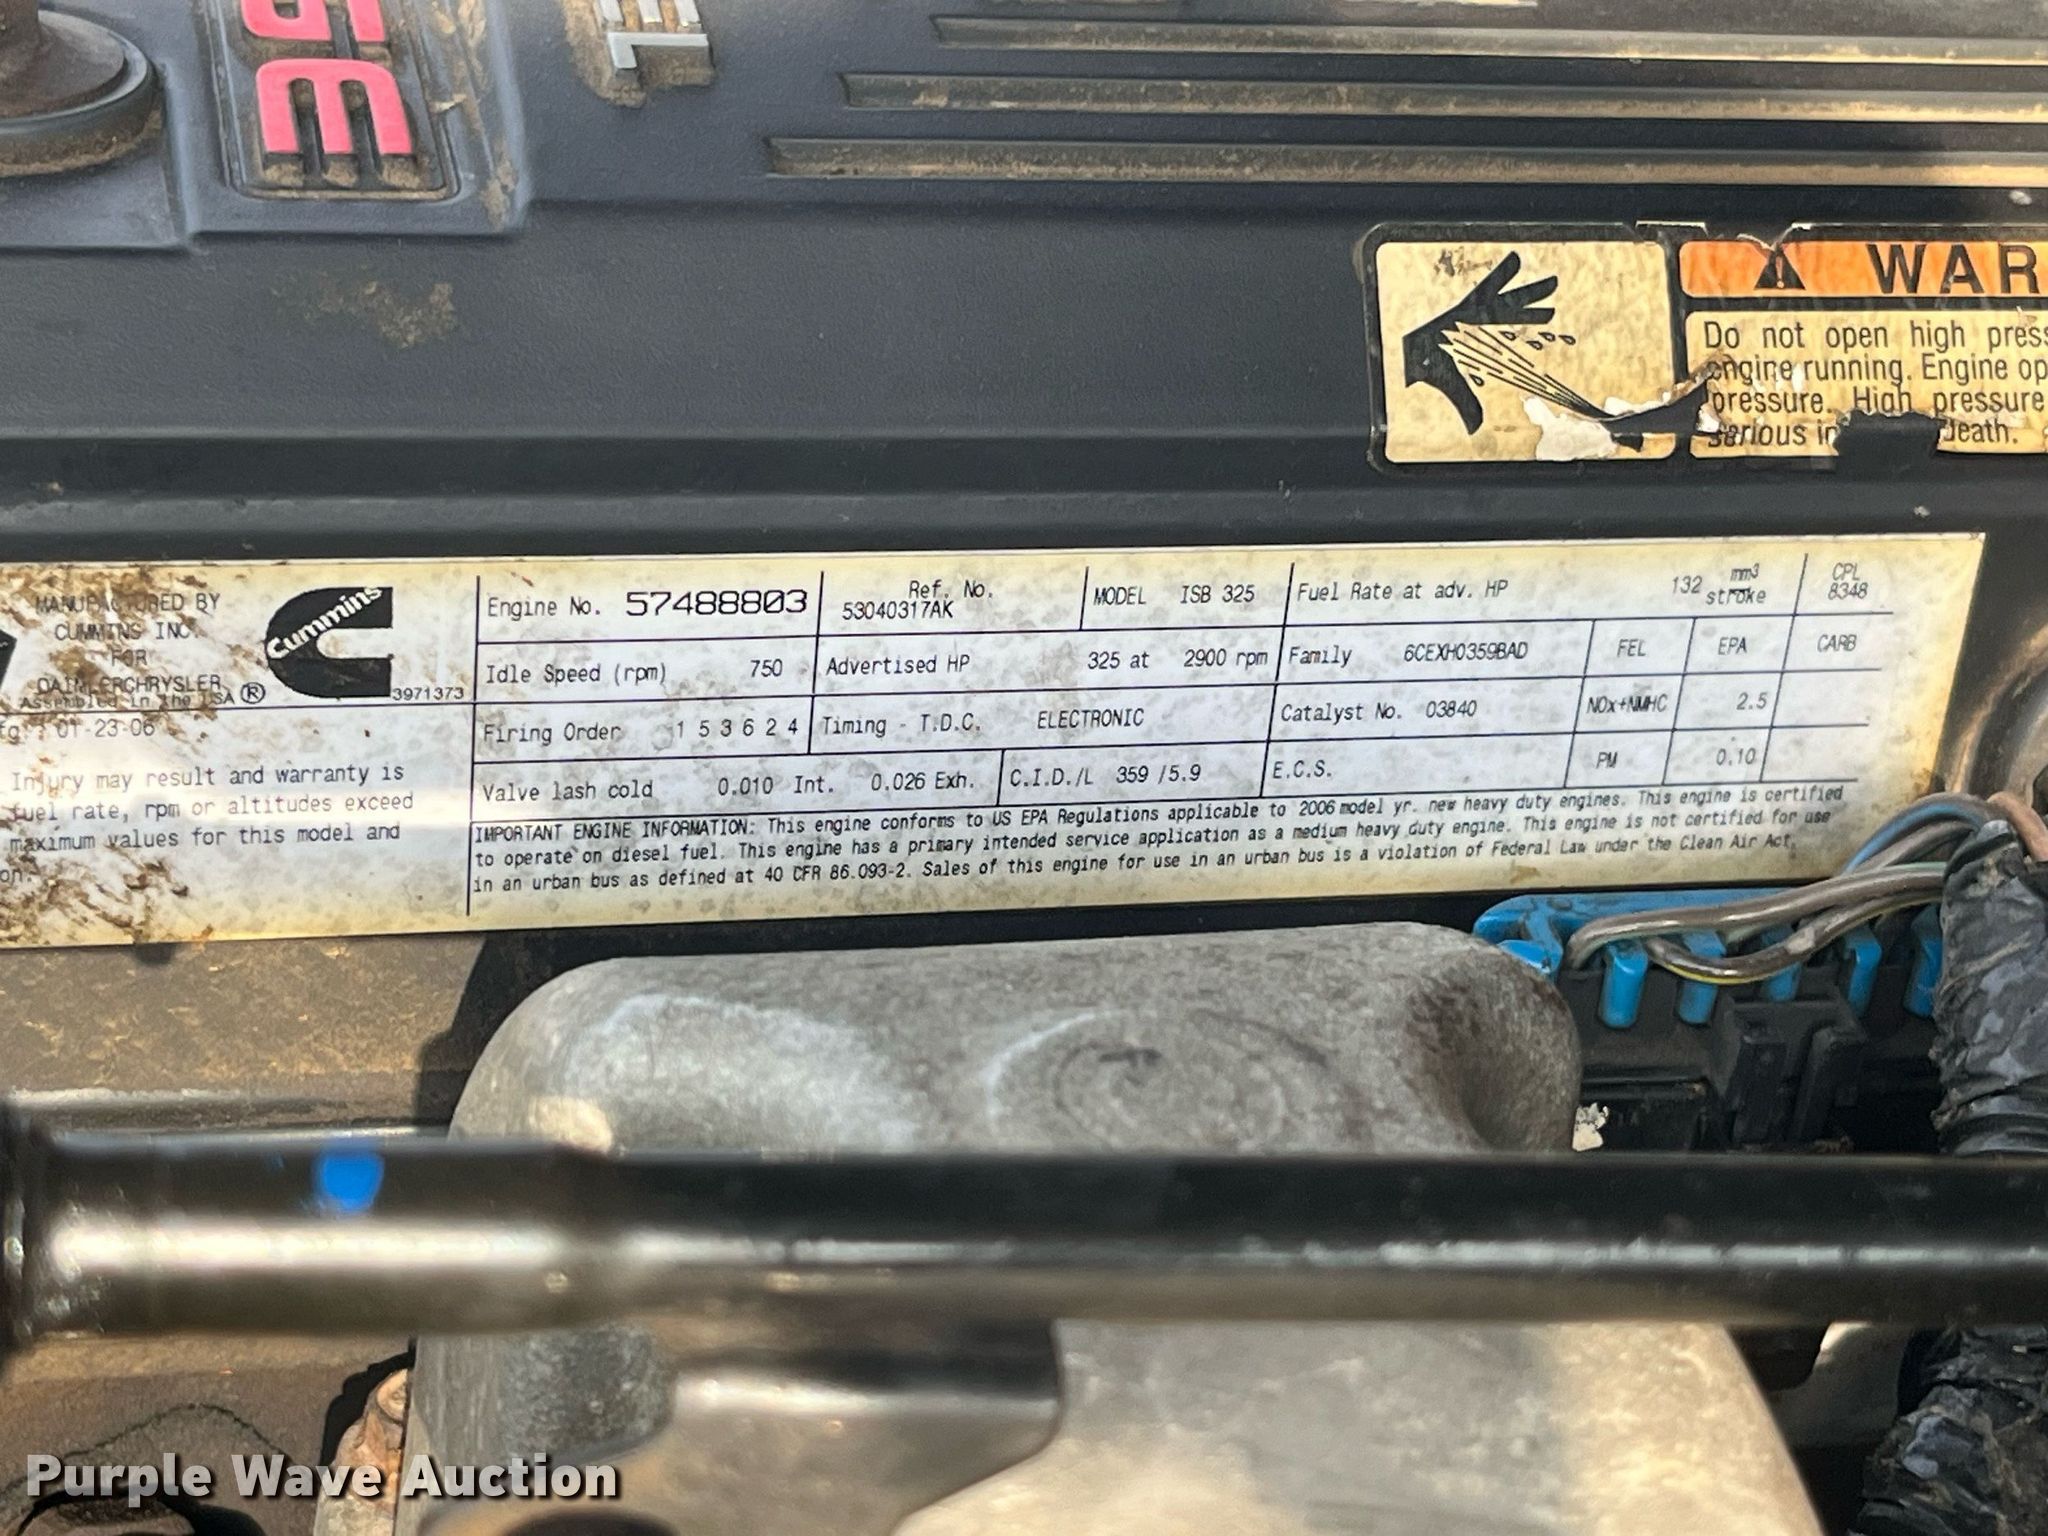 GE
EL
WAR
Do not open high press
engine running. Engine op
pressure. High pressure
serious in death.
MANUFACTURED BY
CUMMINS INC.
FOR
DAIMLERCHRYSLER
Assembled in the USA ®
Cummins
3971373
: 01-23-06
Injury may result and warranty is
fuel rate, rpm or altitudes exceed
maximum values for this model and
on.
Engine No. 57488803
Ref. No.
53040317AK
MODEL ISB 325
Fuel Rate at adv. HP 132 mm3
stroke
CPL
8348
Idle Speed (rpm) 750
Advertised HP 325 at 2900 rpm
Family 6CEXH0359BAD
FEL EPA CARB
Firing Order 1 5 3 6 2 4
Timing - T.D.C. ELECTRONIC
Catalyst No. 03840
NOx+NMHC 2.5
Valve lash cold 0.010 Int. 0.026 Exh.
C.I.D./L 359 /5.9
E.C.S.
PM 0.10
IMPORTANT ENGINE INFORMATION: This engine conforms to US EPA Regulations applicable to 2006 model yr. new heavy duty engines. This engine is certified
to operate on diesel fuel. This engine has a primary intended service application as a medium heavy duty engine. This engine is not certified for use
in an urban bus as defined at 40 CFR 86.093-2. Sales of this engine for use in an urban bus is a violation of Federal Law under the Clean Air Act.
Purple Wave Auction